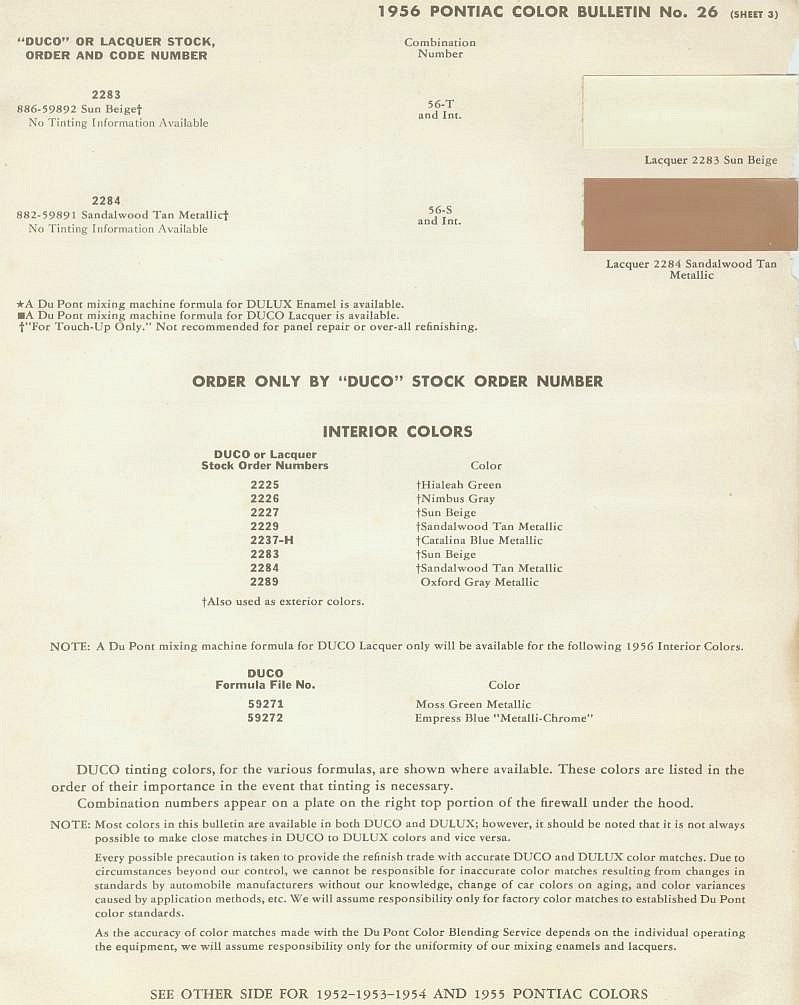 1956 PONTIAC COLOR BULLETIN No. 26 (SHEET 3)
"DUCO" OR LACQUER STOCK,
ORDER AND CODE NUMBER
Combination
Number
2283
886-59892 Sun Beige†
No Tinting Information Available
56-T
and Int.
Lacquer 2283 Sun Beige
2284
882-59891 Sandalwood Tan Metallic†
No Tinting Information Available
56-S
and Int.
Lacquer 2284 Sandalwood Tan
Metallic
★A Du Pont mixing machine formula for DULUX Enamel is available.
■A Du Pont mixing machine formula for DUCO Lacquer is available.
†"For Touch-Up Only." Not recommended for panel repair or over-all refinishing.
ORDER ONLY BY "DUCO" STOCK ORDER NUMBER
INTERIOR COLORS
DUCO or Lacquer
Stock Order Numbers Color
2225 †Hialeah Green
2226 †Nimbus Gray
2227 †Sun Beige
2229 †Sandalwood Tan Metallic
2237-H †Catalina Blue Metallic
2283 †Sun Beige
2284 †Sandalwood Tan Metallic
2289 Oxford Gray Metallic
†Also used as exterior colors.
NOTE: A Du Pont mixing machine formula for DUCO Lacquer only will be available for the following 1956 Interior Colors.
DUCO
Formula File No. Color
59271 Moss Green Metallic
59272 Empress Blue "Metalli-Chrome"
DUCO tinting colors, for the various formulas, are shown where available. These colors are listed in the
order of their importance in the event that tinting is necessary.
Combination numbers appear on a plate on the right top portion of the firewall under the hood.
NOTE: Most colors in this bulletin are available in both DUCO and DULUX; however, it should be noted that it is not always
possible to make close matches in DUCO to DULUX colors and vice versa.
Every possible precaution is taken to provide the refinish trade with accurate DUCO and DULUX color matches. Due to
circumstances beyond our control, we cannot be responsible for inaccurate color matches resulting from changes in
standards by automobile manufacturers without our knowledge, change of car colors on aging, and color variances
caused by application methods, etc. We will assume responsibility only for factory color matches to established Du Pont
color standards.
As the accuracy of color matches made with the Du Pont Color Blending Service depends on the individual operating
the equipment, we will assume responsibility only for the uniformity of our mixing enamels and lacquers.
SEE OTHER SIDE FOR 1952-1953-1954 AND 1955 PONTIAC COLORS